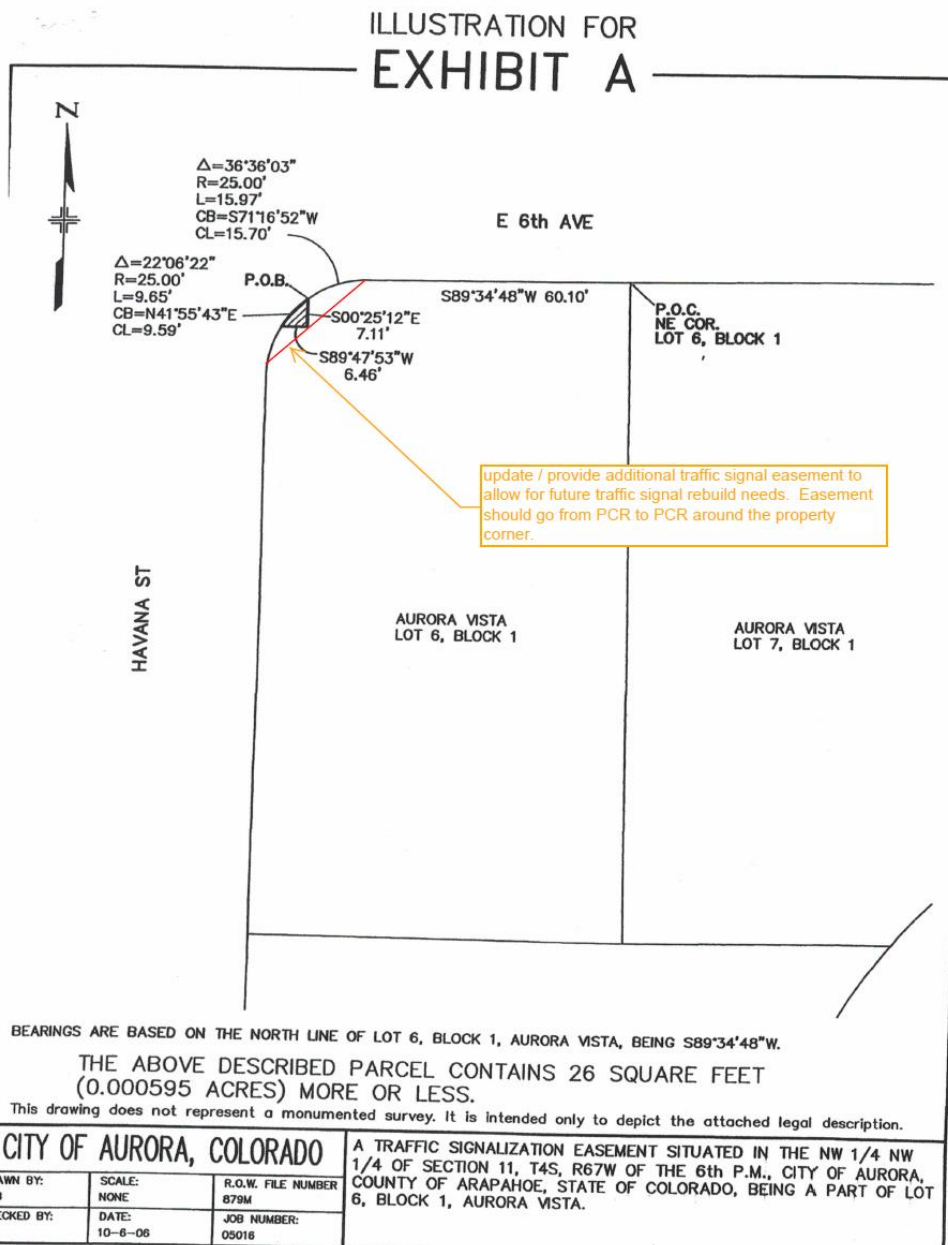 ILLUSTRATION FOR
EXHIBIT A
N
Δ=36°36'03"
R=25.00'
L=15.97'
CB=S71°16'52"W
CL=15.70'
E 6th AVE
Δ=22°06'22"
R=25.00'
L=9.65'
CB=N41°55'43"E
CL=9.59'
P.O.B.
S89°34'48"W 60.10'
P.O.C.
NE COR.
LOT 6, BLOCK 1
S00°25'12"E
7.11'
S89°47'53"W
6.46'
update / provide additional traffic signal easement to
allow for future traffic signal rebuild needs. Easement
should go from PCR to PCR around the property
corner.
HAVANA ST
AURORA VISTA
LOT 6, BLOCK 1
AURORA VISTA
LOT 7, BLOCK 1
BEARINGS ARE BASED ON THE NORTH LINE OF LOT 6, BLOCK 1, AURORA VISTA, BEING S89°34'48"W.
THE ABOVE DESCRIBED PARCEL CONTAINS 26 SQUARE FEET
(0.000595 ACRES) MORE OR LESS.
This drawing does not represent a monumented survey. It is intended only to depict the attached legal description.
CITY OF AURORA, COLORADO
AWN BY:
SCALE:
NONE
R.O.W. FILE NUMBER
879M
ECKED BY:
DATE:
10-6-06
JOB NUMBER:
05016
A TRAFFIC SIGNALIZATION EASEMENT SITUATED IN THE NW 1/4 NW
1/4 OF SECTION 11, T4S, R67W OF THE 6th P.M., CITY OF AURORA,
COUNTY OF ARAPAHOE, STATE OF COLORADO, BEING A PART OF LOT
6, BLOCK 1, AURORA VISTA.